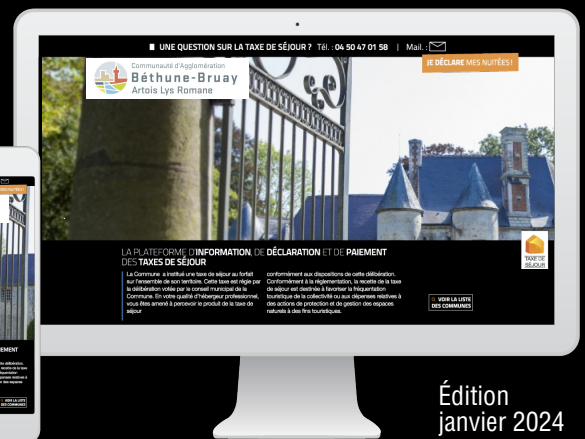 UNE QUESTION SUR LA TAXE DE SÉJOUR ? Tél. : 04 50 47 01 58 | Mail. :
JE DÉCLARE MES NUITÉES !
Communauté d'Agglomération
Béthune-Bruay
Artois Lys Romane
LA PLATEFORME D'INFORMATION, DE DÉCLARATION ET DE PAIEMENT
DES TAXES DE SÉJOUR
La Commune a institué une taxe de séjour au forfait
sur l'ensemble de son territoire. Cette taxe est régie par
la délibération votée par le conseil municipal de la
Commune. En votre qualité d'hébergeur professionnel,
vous êtes amené à percevoir le produit de la taxe de
séjour
conformément aux dispositions de cette délibération.
Conformément à la réglementation, la recette de la taxe
de séjour est destinée à favoriser la fréquentation
touristique de la collectivité ou aux dépenses relatives à
des actions de protection et de gestion des espaces
naturels à des fins touristiques.
TAXE DE
SÉJOUR
VOIR LA LISTE
DES COMMUNES
IEMENT
VOIR LA LISTE
DES COMMUNES
Édition
janvier 2024